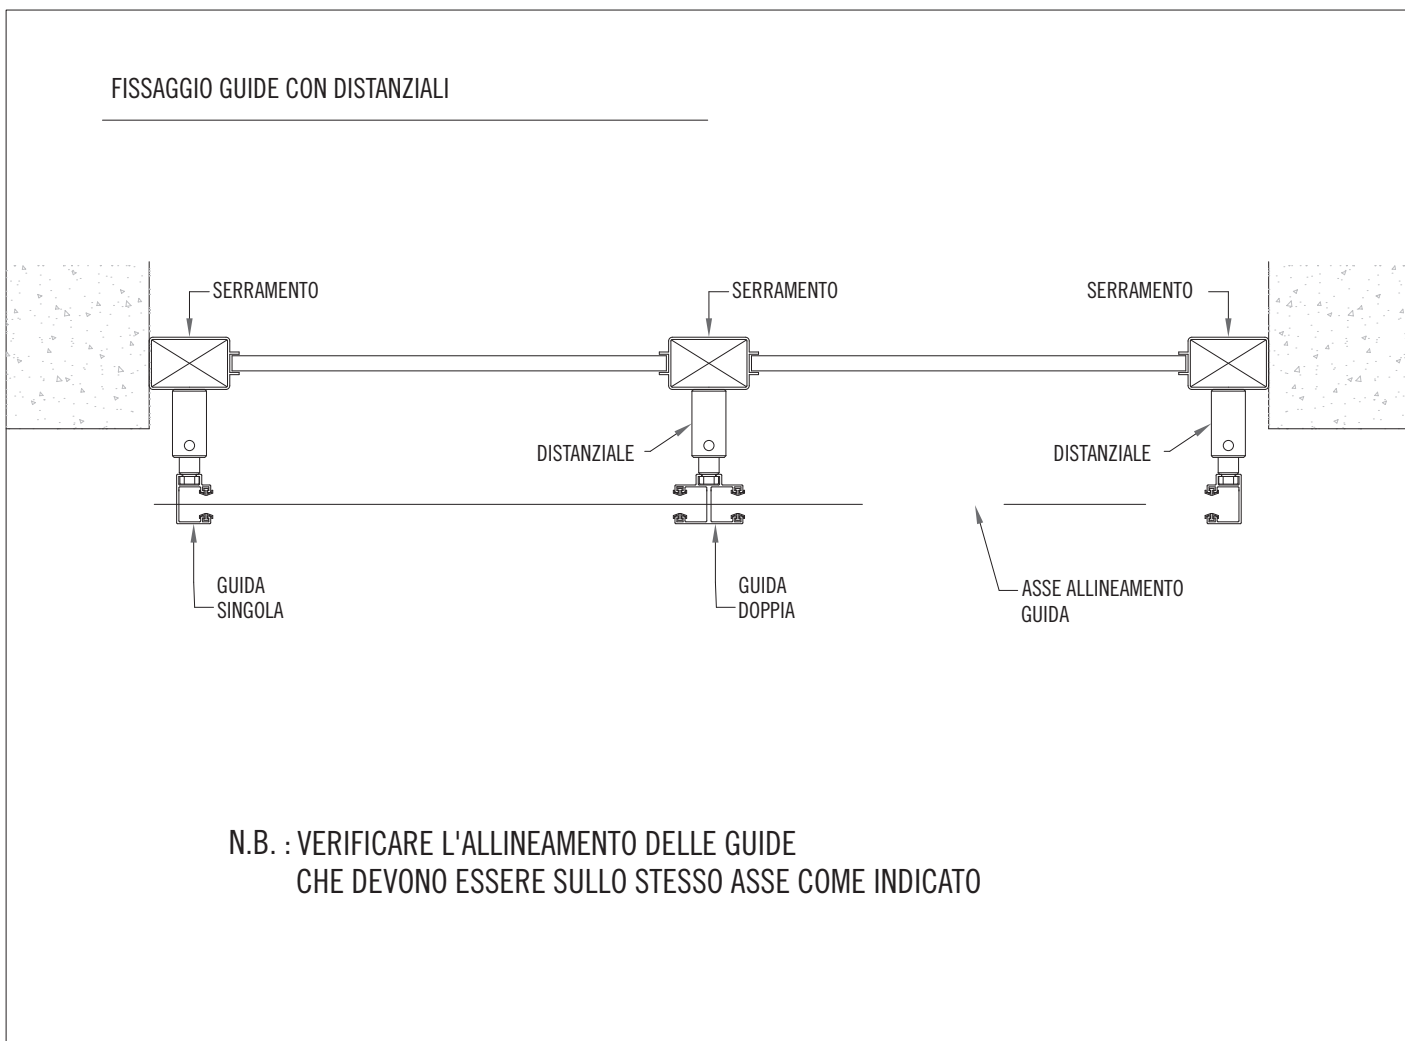 FISSAGGIO GUIDE CON DISTANZIALI
SERRAMENTO
SERRAMENTO
SERRAMENTO
DISTANZIALE
DISTANZIALE
GUIDA
SINGOLA
GUIDA
DOPPIA
ASSE ALLINEAMENTO
GUIDA
N.B. : VERIFICARE L'ALLINEAMENTO DELLE GUIDE
CHE DEVONO ESSERE SULLO STESSO ASSE COME INDICATO